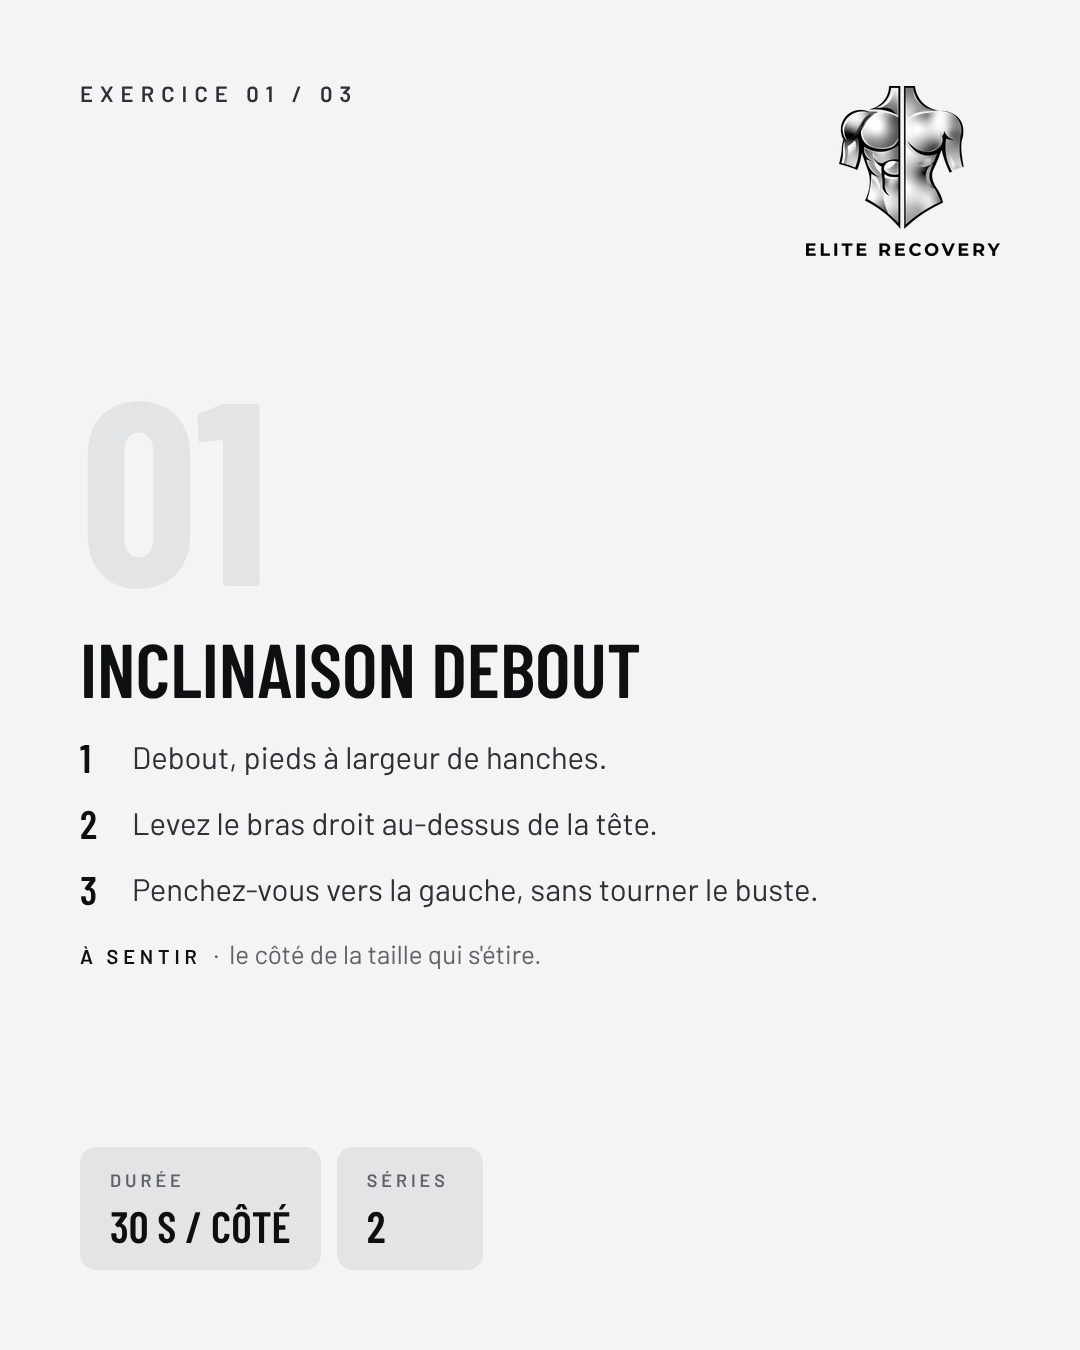 EXERCICE 01 / 03
ELITE RECOVERY
01
INCLINAISON DEBOUT
1 Debout, pieds à largeur de hanches.
2 Levez le bras droit au-dessus de la tête.
3 Penchez-vous vers la gauche, sans tourner le buste.
À SENTIR · le côté de la taille qui s'étire.
DURÉE
30 S / CÔTÉ
SÉRIES
2